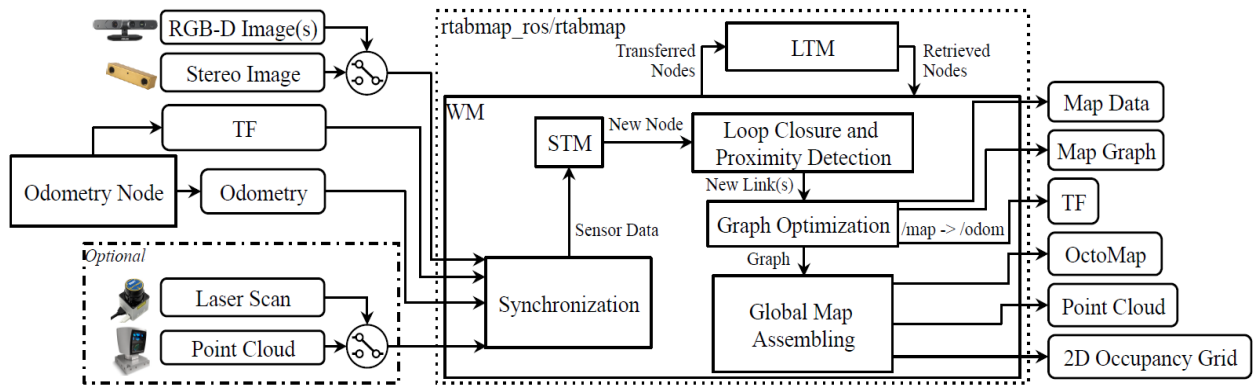 RGB-D Image(s)
Stereo Image
TF
Odometry Node
Odometry
Optional
Laser Scan
Point Cloud
rtabmap_ros/rtabmap
Transferred
Nodes
LTM
Retrieved
Nodes
WM
STM
New Node
Loop Closure and
Proximity Detection
New Link(s)
Graph Optimization
/map -> /odom
Sensor Data
Graph
Synchronization
Global Map
Assembling
Map Data
Map Graph
TF
OctoMap
Point Cloud
2D Occupancy Grid